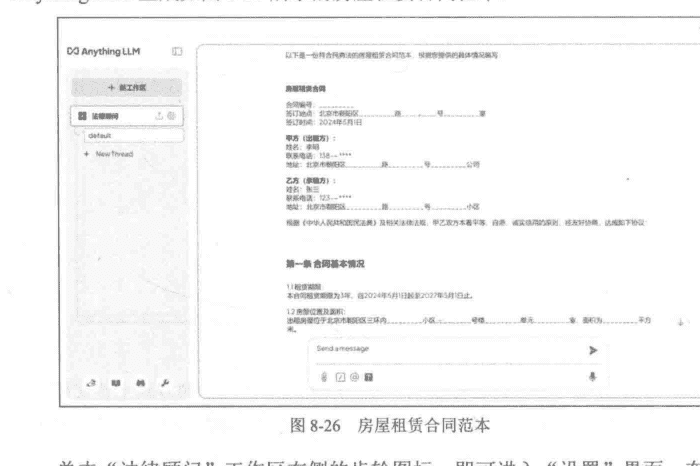 Anything LLM
+ 新工作区
法律顾问
default
+ New Thread
以下是一份符合民商法的房屋租赁合同范本，根据您提供的具体情况编写：
房屋租赁合同
合同编号：
签订地点：北京市朝阳区 路 号 室
签订时间：2024年5月1日
甲方（出租方）：
姓名：李明
联系电话：138--****
地址：北京市朝阳区 路 号 公司
乙方（承租方）：
姓名：张三
联系电话：123--****
地址：北京市朝阳区 路 号 小区
根据《中华人民共和国民法典》及相关法律法规，甲乙双方本着平等、自愿、诚实信用的原则，经友好协商，达成如下协议：
第一条 合同基本情况
1.1 租赁期限：
本合同租赁期限为3年，自2024年5月1日起至2027年5月1日止。
1.2 房屋位置及面积：
出租房屋位于北京市朝阳区三环内 小区 号楼 单元 室，面积为 平方
米。
Send a message
图 8-26 房屋租赁合同范本
单击“法律顾问”工作区右侧的齿轮图标，即可进入“设置”界面，在